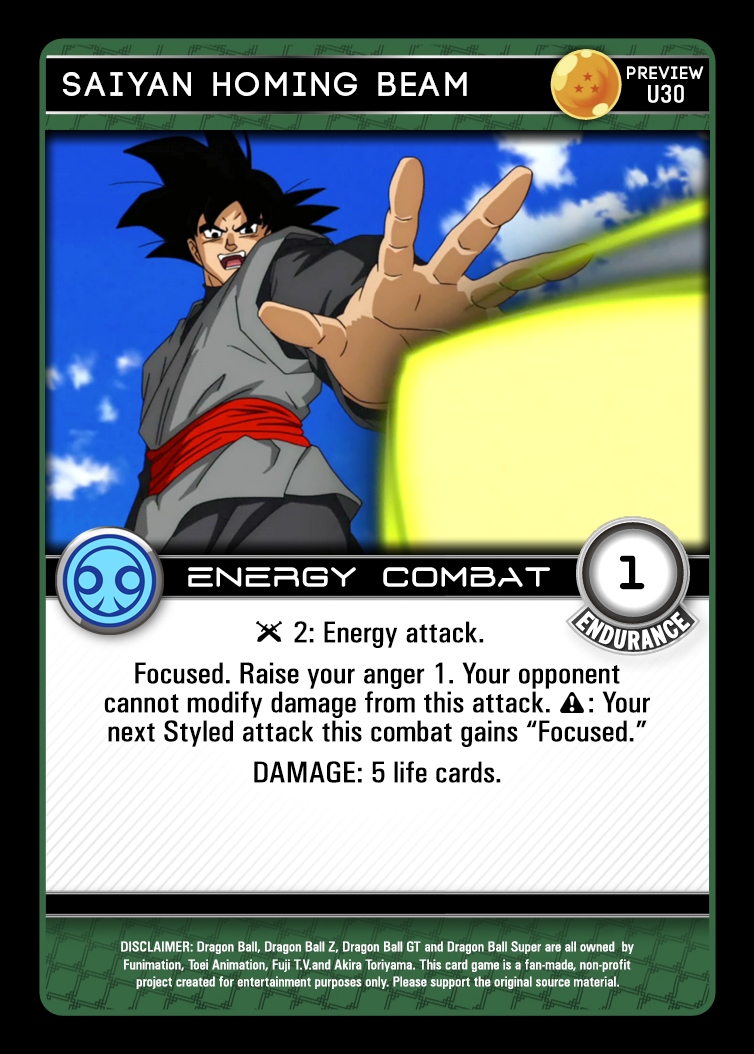 SAIYAN HOMING BEAM
PREVIEW
U30
ENERGY COMBAT
1
ENDURANCE
2: Energy attack.
Focused. Raise your anger 1. Your opponent
cannot modify damage from this attack. ⚠: Your
next Styled attack this combat gains “Focused.”
DAMAGE: 5 life cards.
DISCLAIMER: Dragon Ball, Dragon Ball Z, Dragon Ball GT and Dragon Ball Super are all owned by
Funimation, Toei Animation, Fuji T.V.and Akira Toriyama. This card game is a fan-made, non-profit
project created for entertainment purposes only. Please support the original source material.